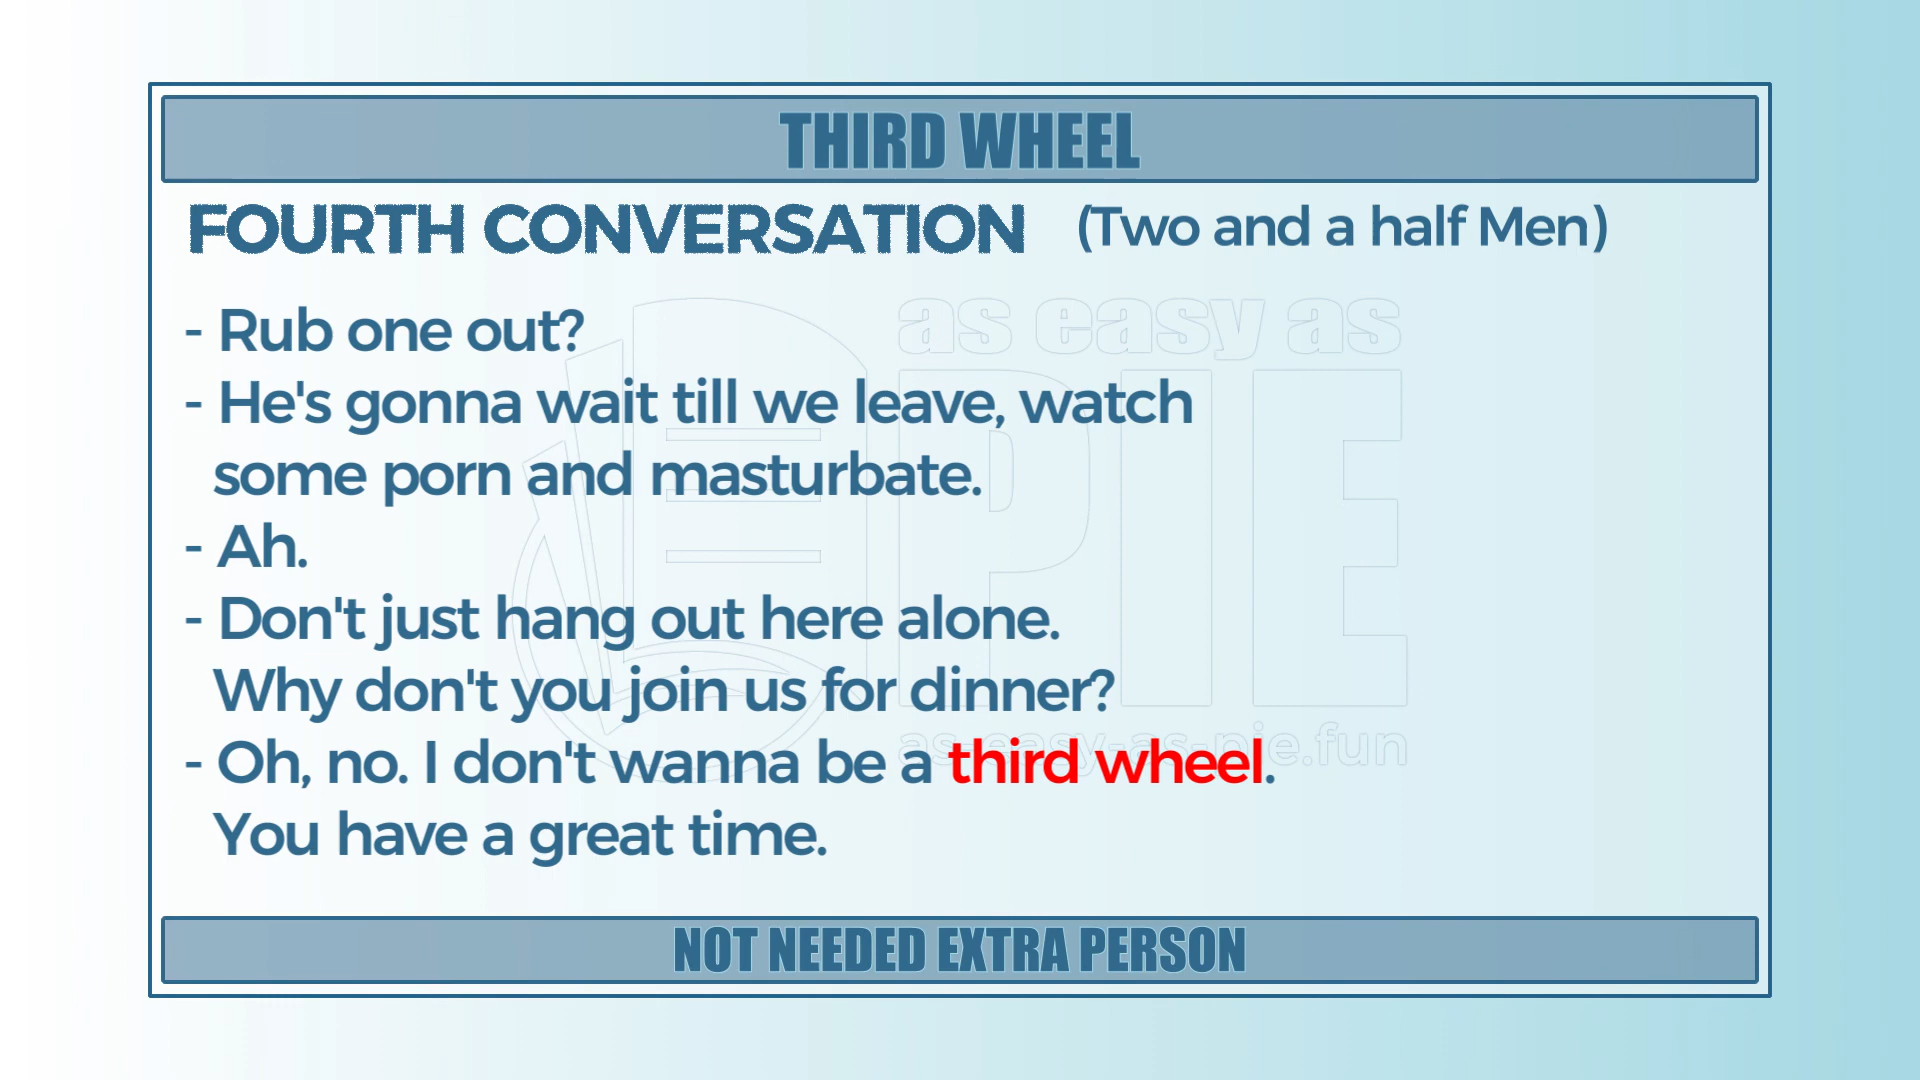 THIRD WHEEL
FOURTH CONVERSATION (Two and a half Men)
- Rub one out?
- He's gonna wait till we leave, watch
some porn and masturbate.
- Ah.
- Don't just hang out here alone.
Why don't you join us for dinner?
- Oh, no. I don't wanna be a third wheel.
You have a great time.
NOT NEEDED EXTRA PERSON
as easy as
PIE
as-easy-as-pie.fun